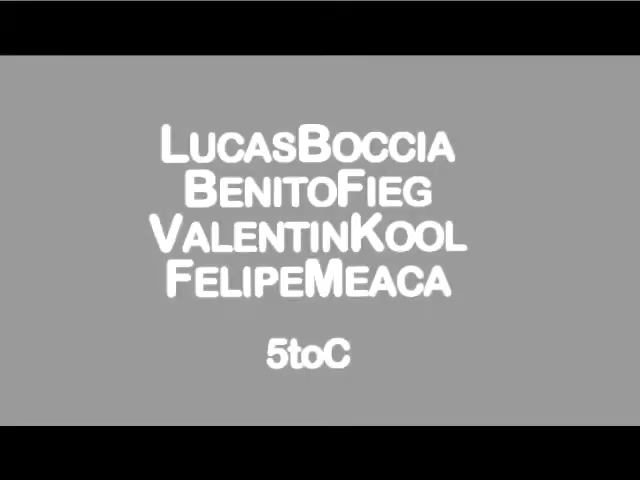 LUCASBOCCIA
BENITOFIEG
VALENTINKOOL
FELIPEMEACA
5toC